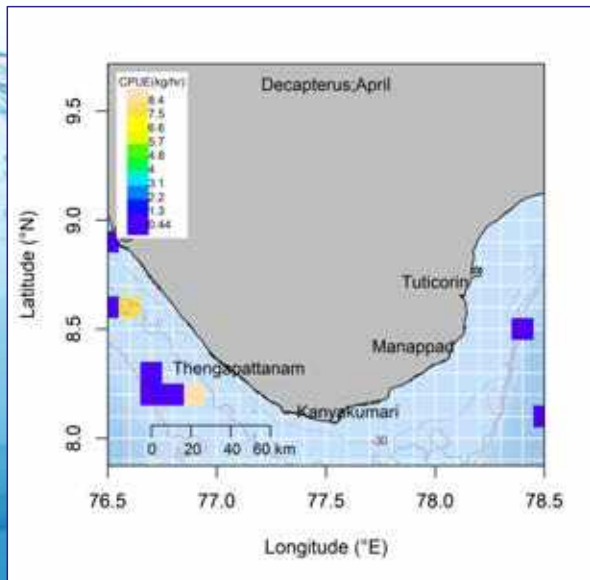 Decapterus;April
CPUE(kg/hr)
8.4
7.5
6.6
5.7
4.8
4
3.1
2.2
1.3
0.44
9.5
9.0
8.5
8.0
Latitude (°N)
Tuticorin
Manappad
Thengapattanam
Kanyakumari
-30
0 20 40 60 km
76.5 77.0 77.5 78.0 78.5
Longitude (°E)